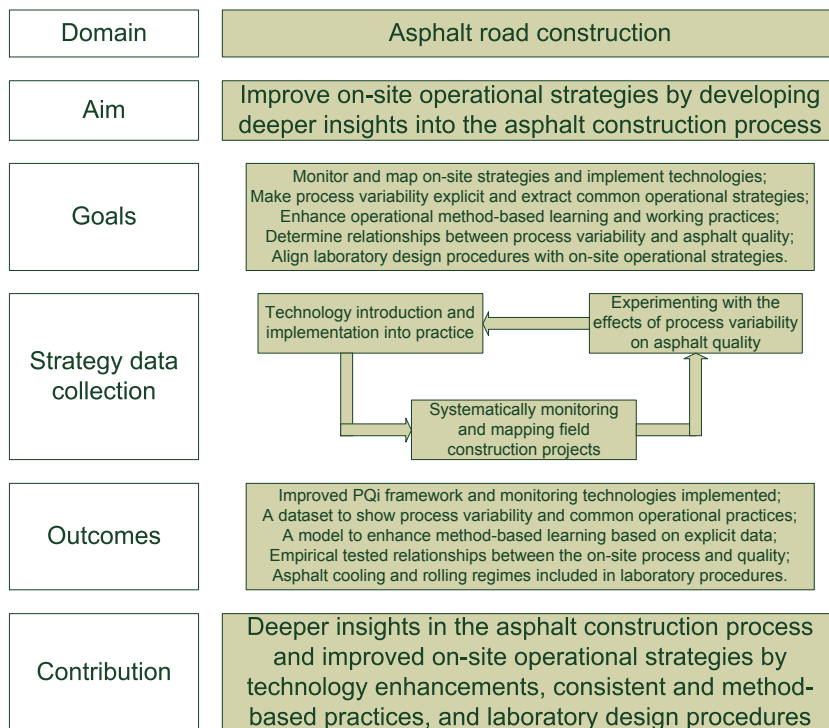 Domain
Asphalt road construction
Aim
Improve on-site operational strategies by developing
deeper insights into the asphalt construction process
Goals
Monitor and map on-site strategies and implement technologies;
Make process variability explicit and extract common operational strategies;
Enhance operational method-based learning and working practices;
Determine relationships between process variability and asphalt quality;
Align laboratory design procedures with on-site operational strategies.
Strategy data
collection
Technology introduction and
implementation into practice
Experimenting with the
effects of process variability
on asphalt quality
Systematically monitoring
and mapping field
construction projects
Outcomes
Improved PQi framework and monitoring technologies implemented;
A dataset to show process variability and common operational practices;
A model to enhance method-based learning based on explicit data;
Empirical tested relationships between the on-site process and quality;
Asphalt cooling and rolling regimes included in laboratory procedures.
Contribution
Deeper insights in the asphalt construction process
and improved on-site operational strategies by
technology enhancements, consistent and method-
based practices, and laboratory design procedures